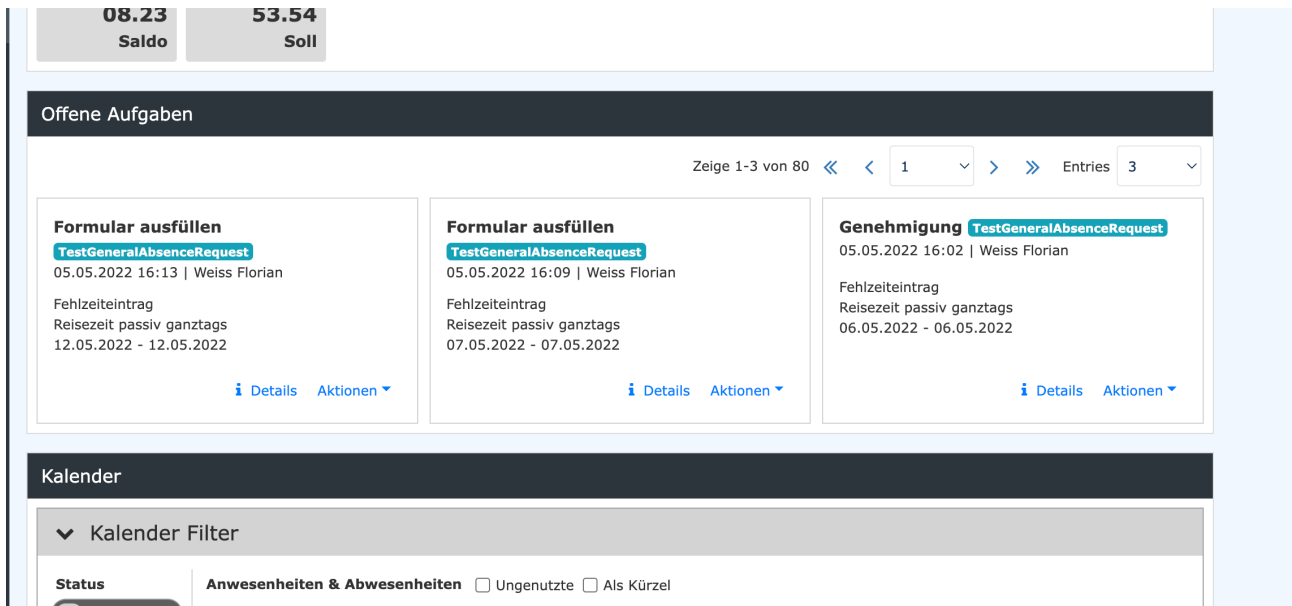 08.23
Saldo
53.54
Soll
Offene Aufgaben
Zeige 1-3 von 80 1 Entries 3
Formular ausfüllen
TestGeneralAbsenceRequest
05.05.2022 16:13 | Weiss Florian
Fehlzeiteintrag
Reisezeit passiv ganztags
12.05.2022 - 12.05.2022
Details Aktionen
Formular ausfüllen
TestGeneralAbsenceRequest
05.05.2022 16:09 | Weiss Florian
Fehlzeiteintrag
Reisezeit passiv ganztags
07.05.2022 - 07.05.2022
Details Aktionen
Genehmigung TestGeneralAbsenceRequest
05.05.2022 16:02 | Weiss Florian
Fehlzeiteintrag
Reisezeit passiv ganztags
06.05.2022 - 06.05.2022
Details Aktionen
Kalender
Kalender Filter
Status
Anwesenheiten & Abwesenheiten Ungenutzte Als Kürzel